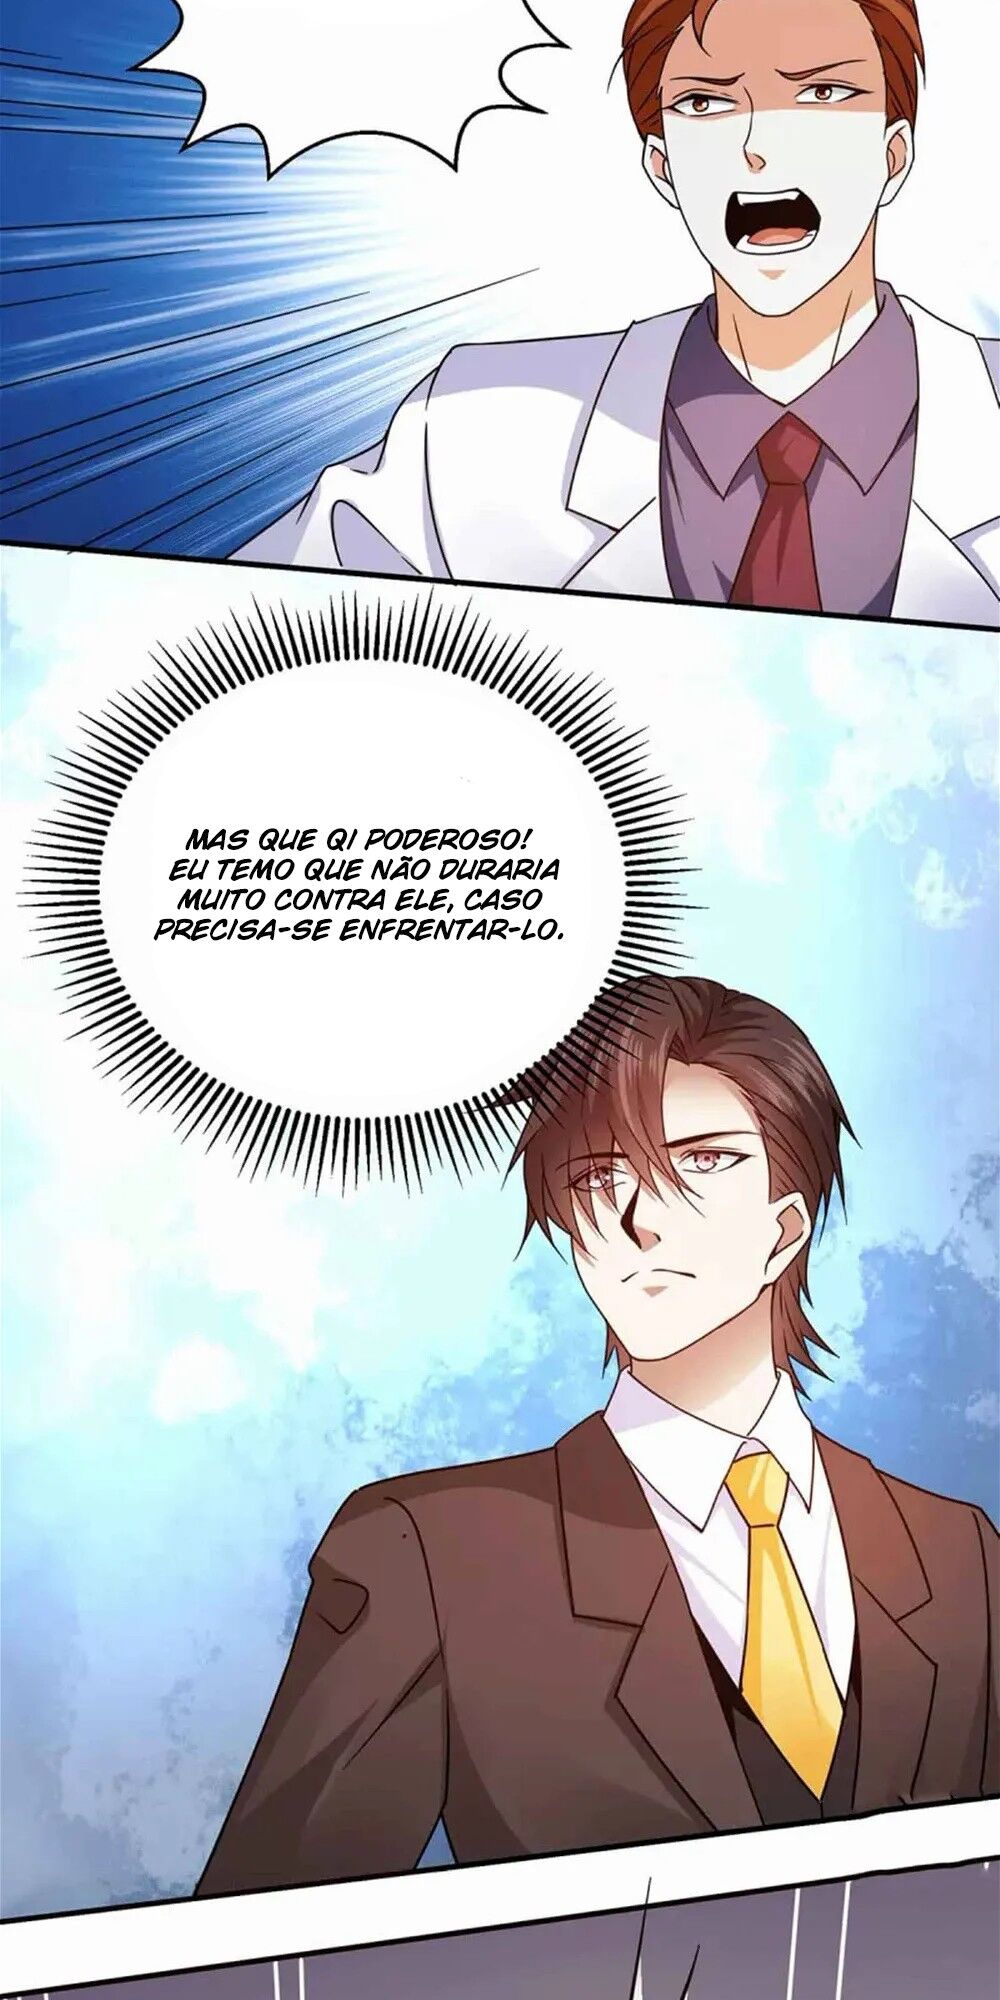 MAS QUE QI PODEROSO!
EU TEMO QUE NÃO DURARIA
MUITO CONTRA ELE, CASO
PRECISA-SE ENFRENTAR-LO.